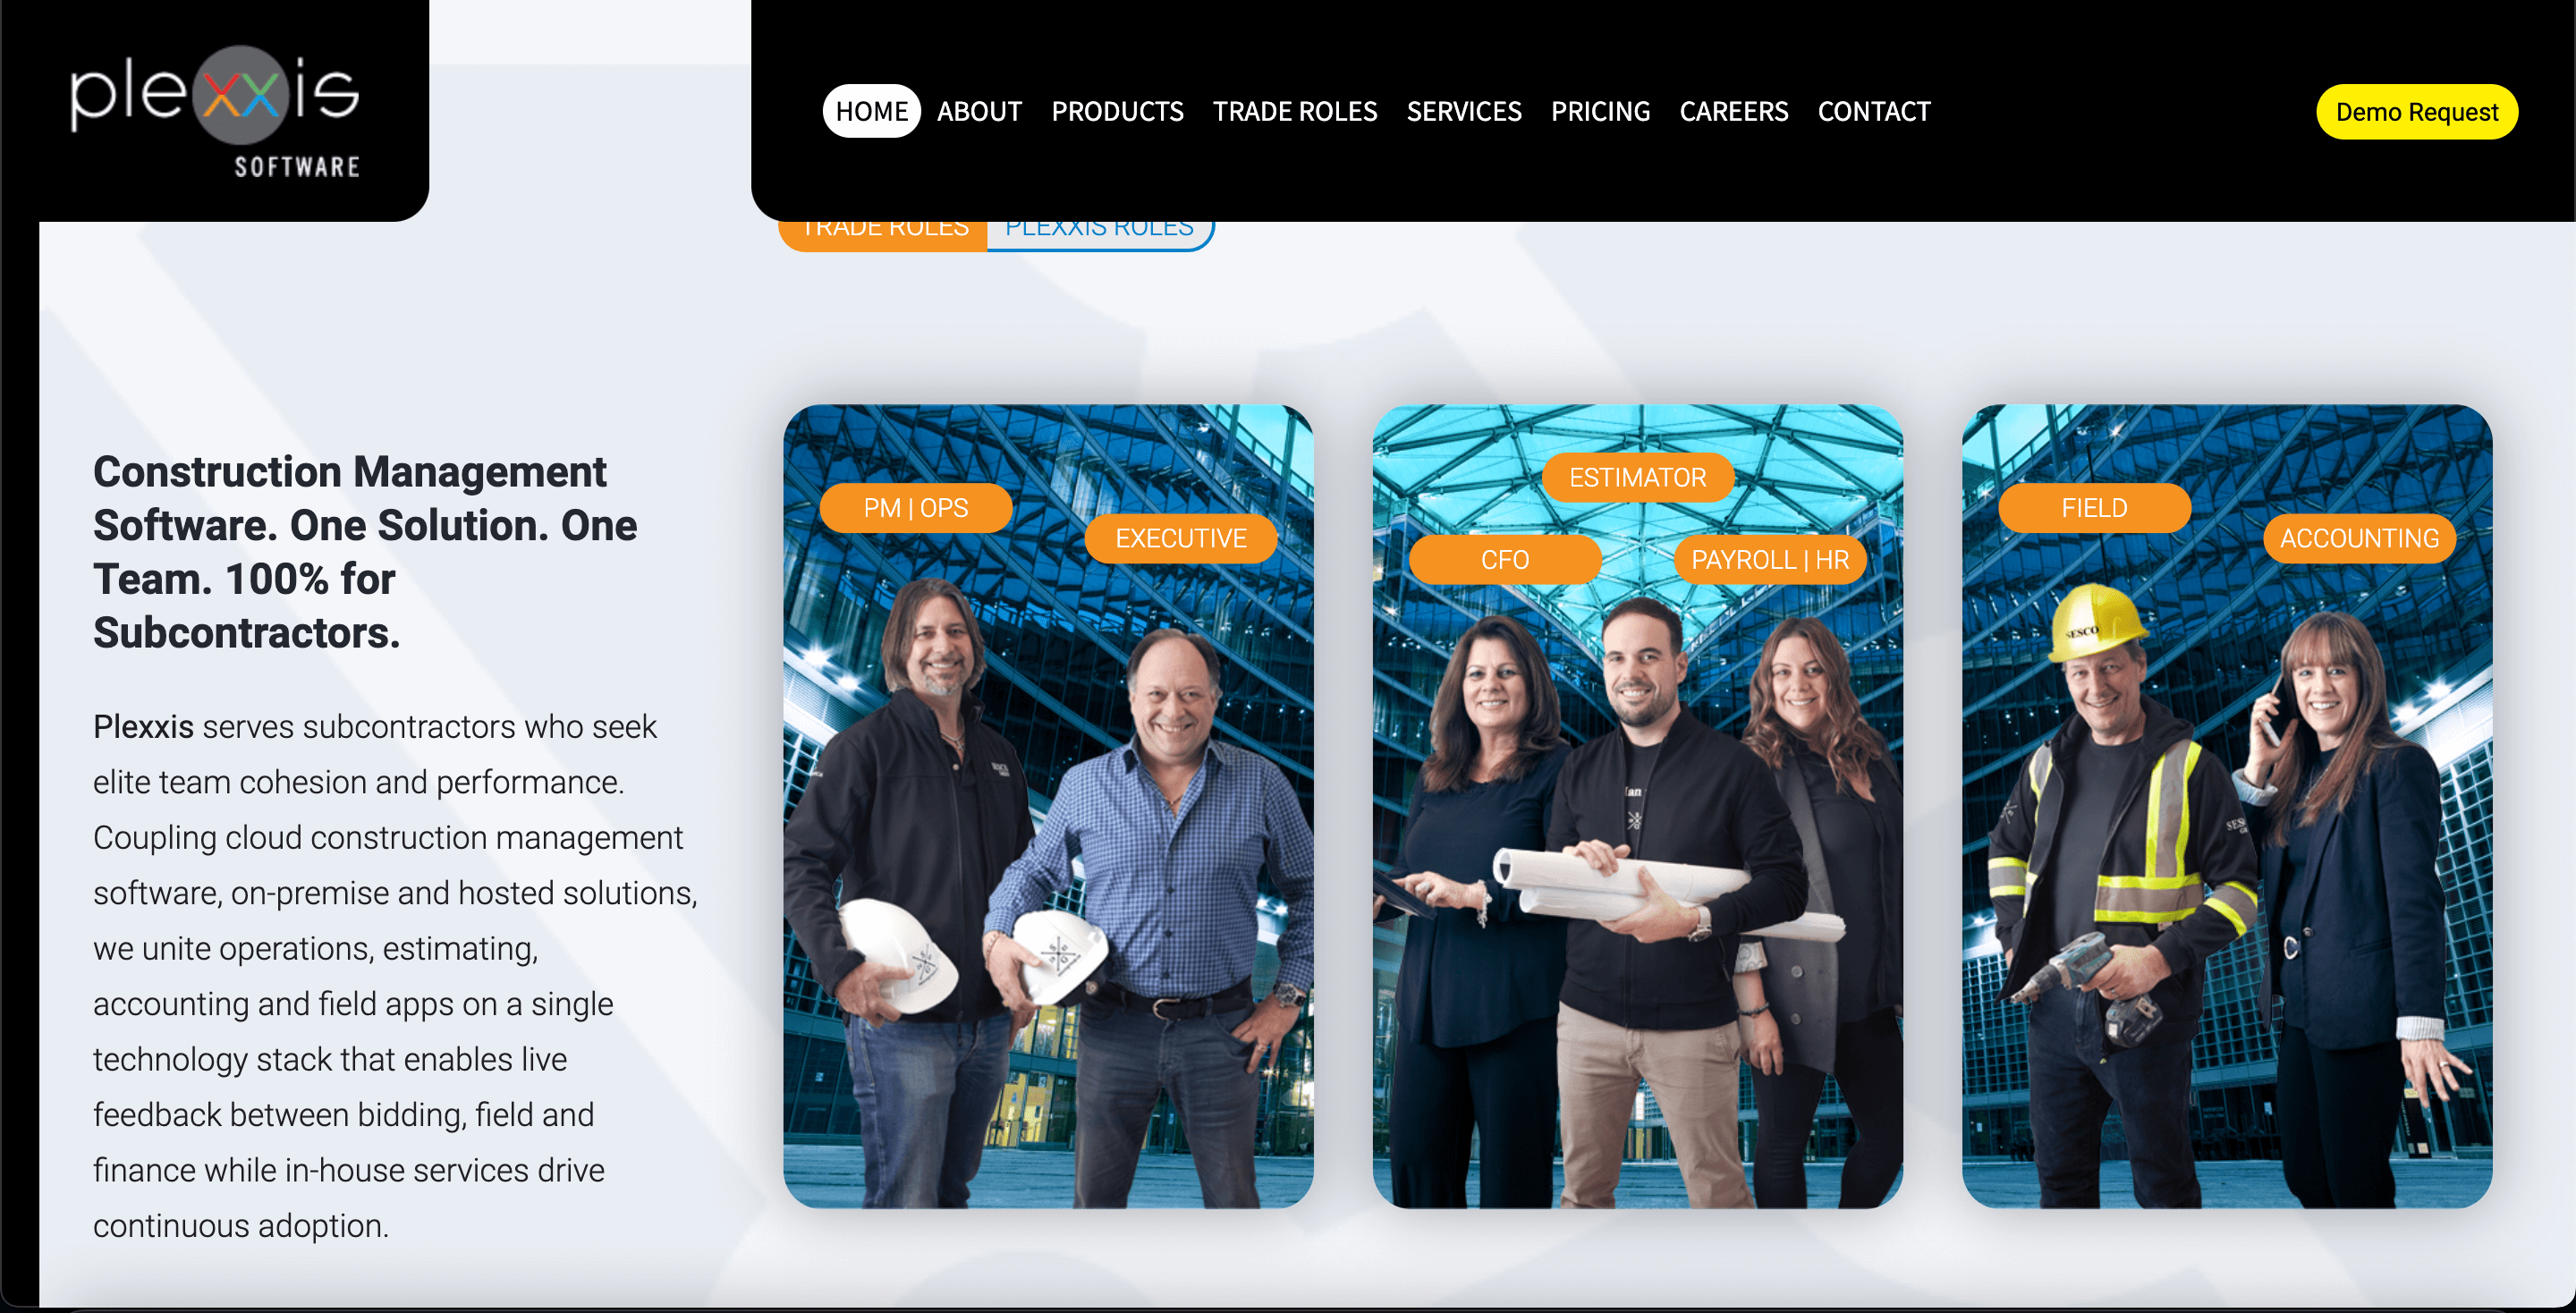 plexxis
SOFTWARE
HOME ABOUT PRODUCTS TRADE ROLES SERVICES PRICING CAREERS CONTACT
Demo Request
TRADE ROLES PLEXXIS ROLES
Construction Management
Software. One Solution. One
Team. 100% for
Subcontractors.
Plexxis serves subcontractors who seek
elite team cohesion and performance.
Coupling cloud construction management
software, on-premise and hosted solutions,
we unite operations, estimating,
accounting and field apps on a single
technology stack that enables live
feedback between bidding, field and
finance while in-house services drive
continuous adoption.
PM | OPS
EXECUTIVE
ESTIMATOR
CFO
PAYROLL | HR
FIELD
ACCOUNTING
SESCO